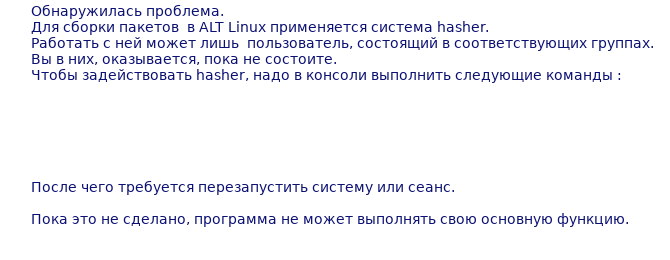 Обнаружилась проблема.
Для сборки пакетов  в ALT Linux применяется система hasher.
Работать с ней может лишь  пользователь, состоящий в соответствующих группах.
Вы в них, оказывается, пока не состоите.
Чтобы задействовать hasher, надо в консоли выполнить следующие команды :
После чего требуется перезапустить систему или сеанс.
Пока это не сделано, программа не может выполнять свою основную функцию.